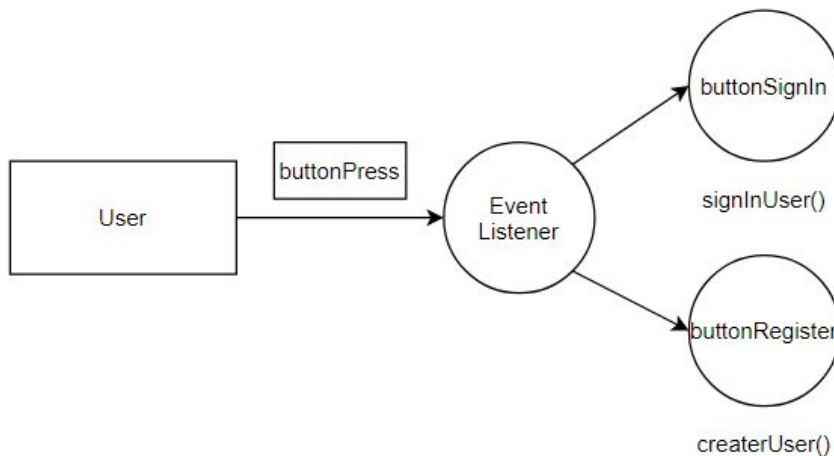 buttonSignIn
buttonPress
User
Event
Listener
signInUser()
buttonRegister
createrUser()